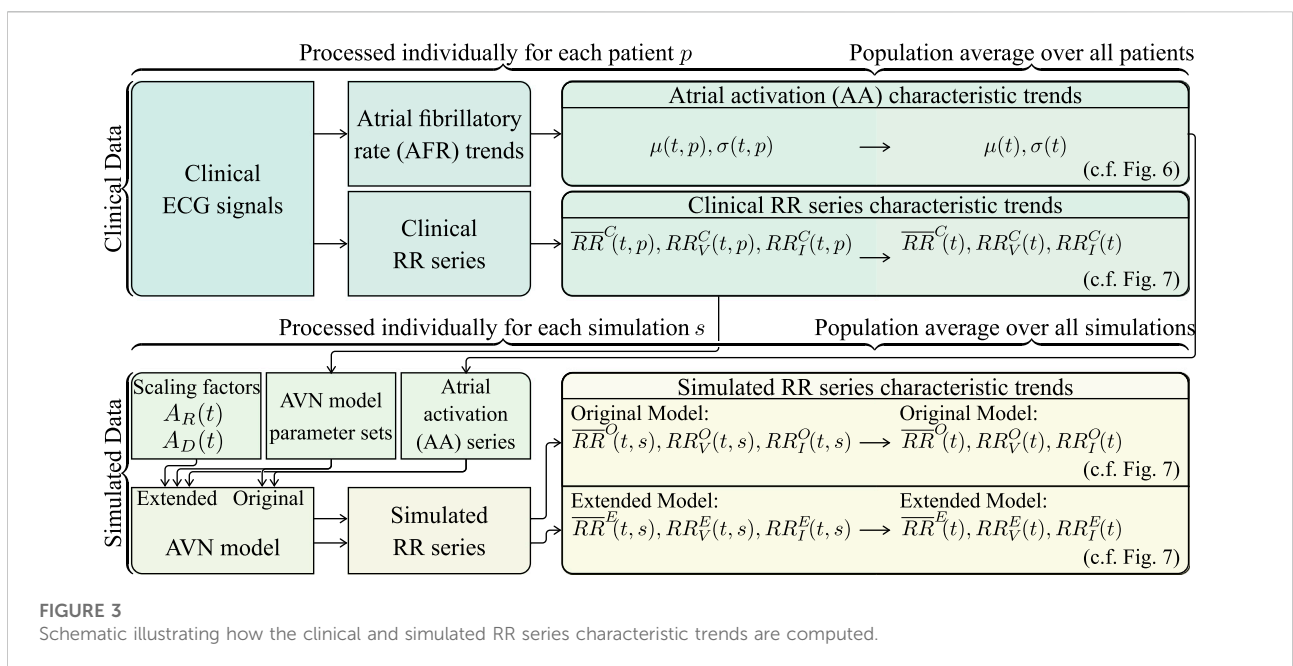 Processed individually for each patient p
Population average over all patients
Clinical Data
Clinical
ECG signals
Atrial fibrillatory
rate (AFR) trends
Clinical
RR series
Atrial activation (AA) characteristic trends
μ(t, p), σ(t, p) → μ(t), σ(t)
(c.f. Fig. 6)
Clinical RR series characteristic trends
$\overline{RR}^C(t, p), RR_V^C(t, p), RR_I^C(t, p)$ → $\overline{RR}^C(t), RR_V^C(t), RR_I^C(t)$
(c.f. Fig. 7)
Processed individually for each simulation s
Population average over all simulations
Simulated Data
Scaling factors
$A_R(t)$
$A_D(t)$
AVN model
parameter sets
Atrial
activation
(AA) series
Extended Original
AVN model
Simulated
RR series
Simulated RR series characteristic trends
Original Model: Original Model:
$\overline{RR}^O(t, s), RR_V^O(t, s), RR_I^O(t, s)$ → $\overline{RR}^O(t), RR_V^O(t), RR_I^O(t)$
(c.f. Fig. 7)
Extended Model: Extended Model:
$\overline{RR}^E(t, s), RR_V^E(t, s), RR_I^E(t, s)$ → $\overline{RR}^E(t), RR_V^E(t), RR_I^E(t)$
(c.f. Fig. 7)
FIGURE 3
Schematic illustrating how the clinical and simulated RR series characteristic trends are computed.